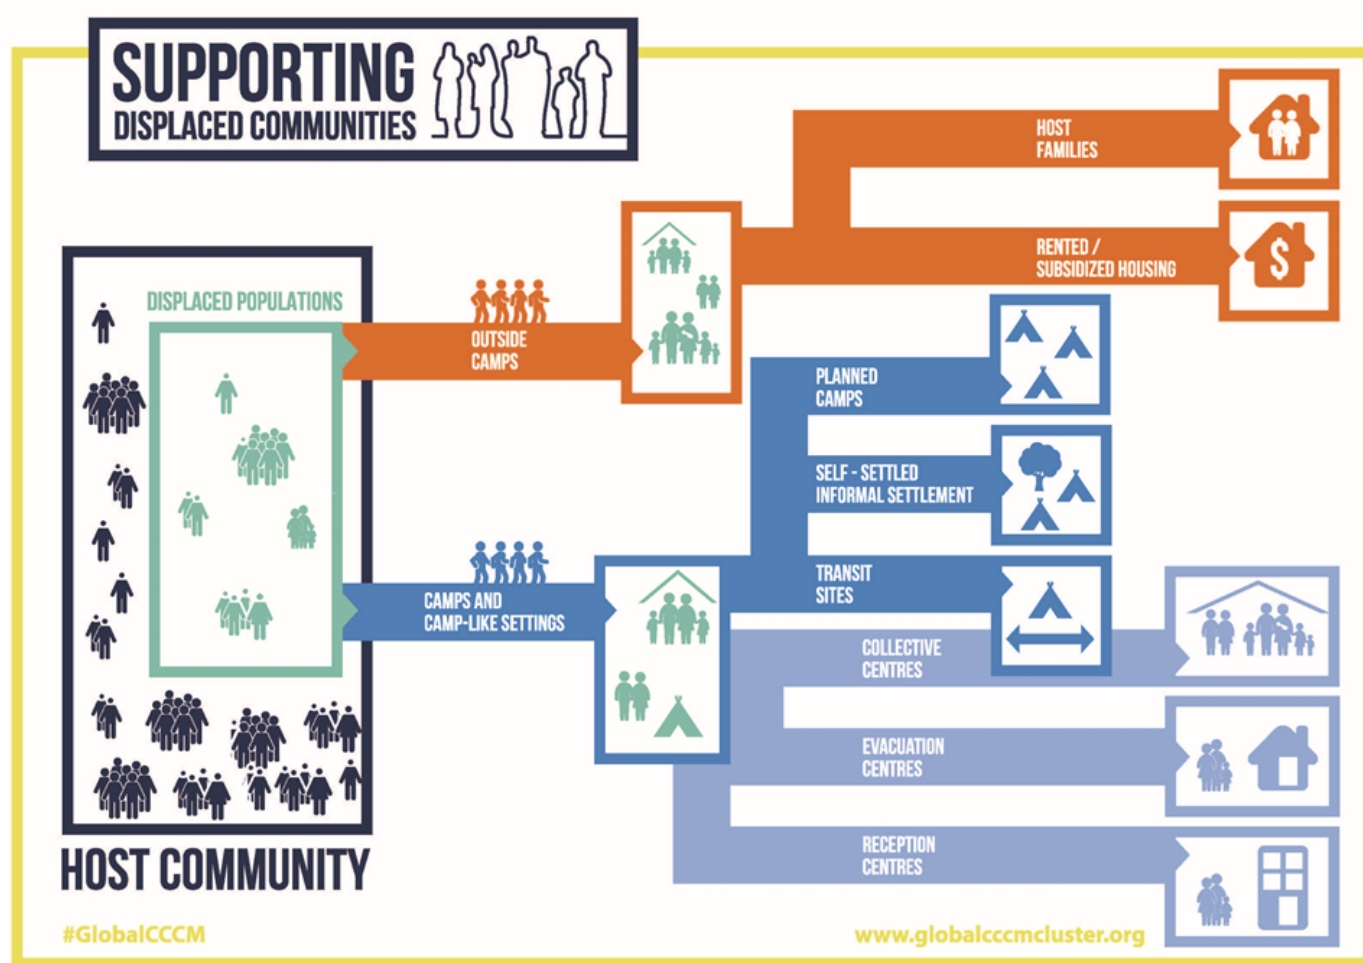 SUPPORTING
DISPLACED COMMUNITIES
HOST
FAMILIES
RENTED /
SUBSIDIZED HOUSING
$
DISPLACED POPULATIONS
OUTSIDE
CAMPS
PLANNED
CAMPS
SELF - SETTLED
INFORMAL SETTLEMENT
CAMPS AND
CAMP-LIKE SETTINGS
TRANSIT
SITES
COLLECTIVE
CENTRES
EVACUATION
CENTRES
RECEPTION
CENTRES
HOST COMMUNITY
#GlobalCCCM
www.globalcccmcluster.org